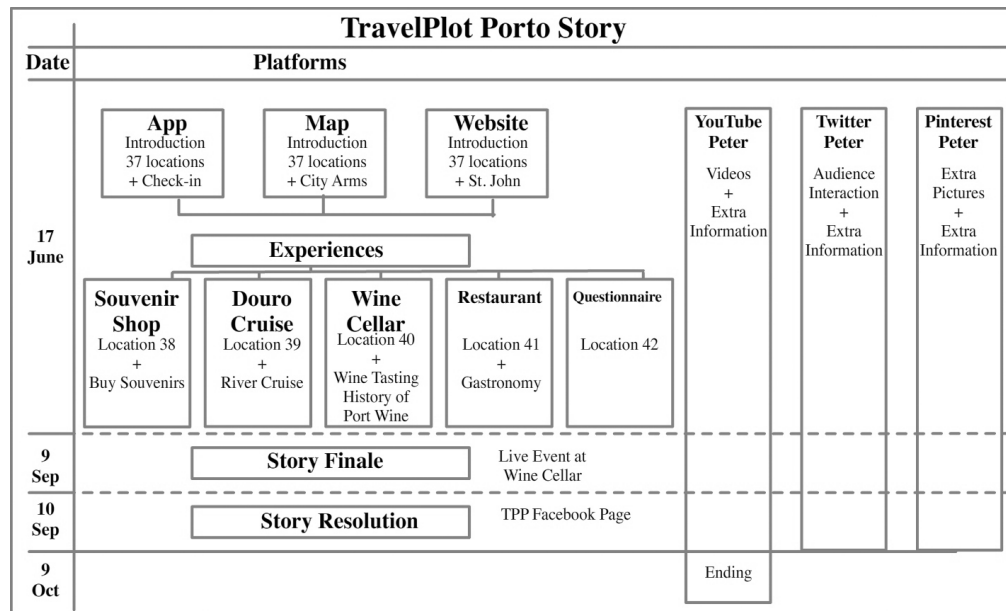 TravelPlot Porto Story
Date
Platforms
App
Introduction
37 locations
+ Check-in
Map
Introduction
37 locations
+ City Arms
Website
Introduction
37 locations
+ St. John
YouTube
Peter
Videos
+
Extra
Information
Twitter
Peter
Audience
Interaction
+
Extra
Information
Pinterest
Peter
Extra
Pictures
+
Extra
Information
17
June
Experiences
Souvenir
Shop
Location 38
+
Buy Souvenirs
Douro
Cruise
Location 39
+
River Cruise
Wine
Cellar
Location 40
+
Wine Tasting
History of
Port Wine
Restaurant
Location 41
+
Gastronomy
Questionnaire
Location 42
9
Sep
Story Finale
Live Event at
Wine Cellar
10
Sep
Story Resolution
TPP Facebook Page
9
Oct
Ending